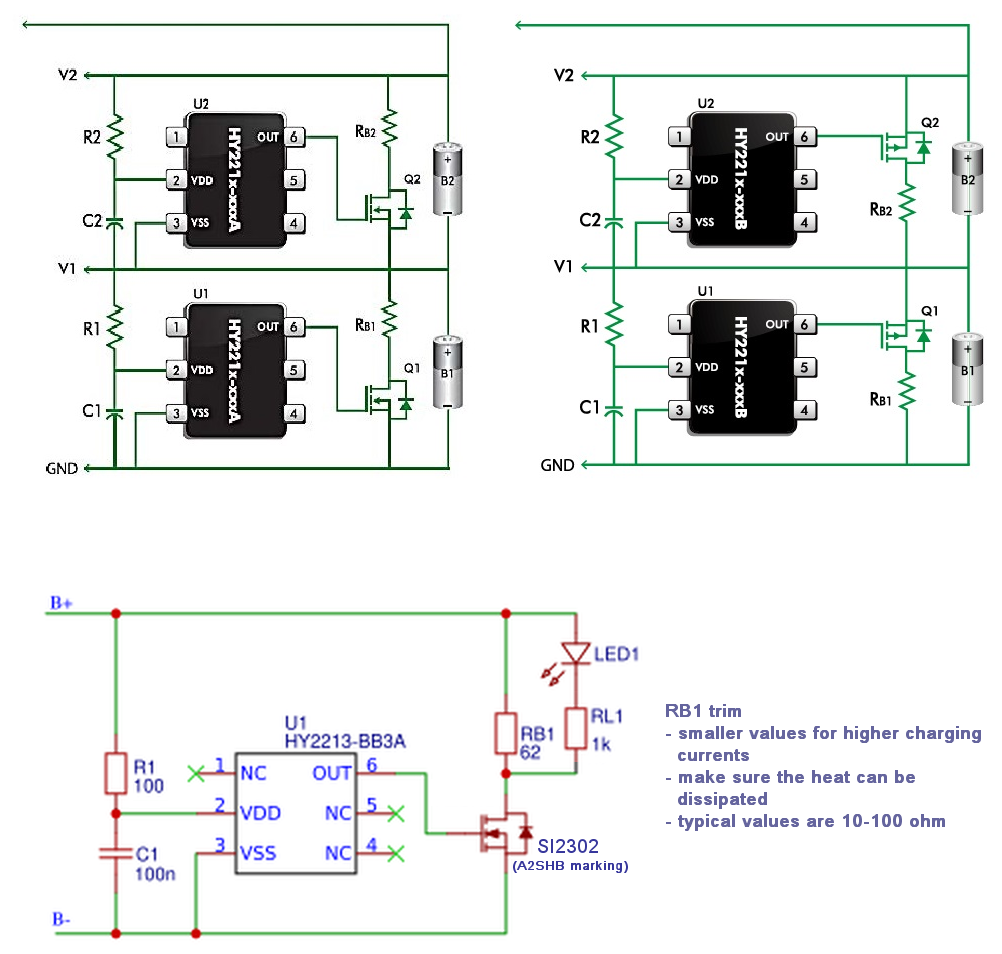 V2
U2
R2
1
HY221x-xxxA
OUT
6
RB2
2
VDD
5
Q2
+
B2
-
C2
3
VSS
4
V1
U1
R1
1
HY221x-xxxA
OUT
6
RB1
2
VDD
5
Q1
+
B1
-
C1
3
VSS
4
GND
V2
U2
R2
1
HY221x-xxxB
OUT
6
Q2
2
VDD
5
+
B2
-
C2
3
VSS
4
RB2
V1
U1
R1
1
HY221x-xxxB
OUT
6
Q1
2
VDD
5
+
B1
-
C1
3
VSS
4
RB1
GND
B+
LED1
U1
HY2213-BB3A
RB1
62
RL1
1k
R1
100
1
NC
OUT
6
2
VDD
NC
5
3
VSS
NC
4
C1
100n
SI2302
(A2SHB marking)
B-
RB1 trim
- smaller values for higher charging
currents
- make sure the heat can be
dissipated
- typical values are 10-100 ohm